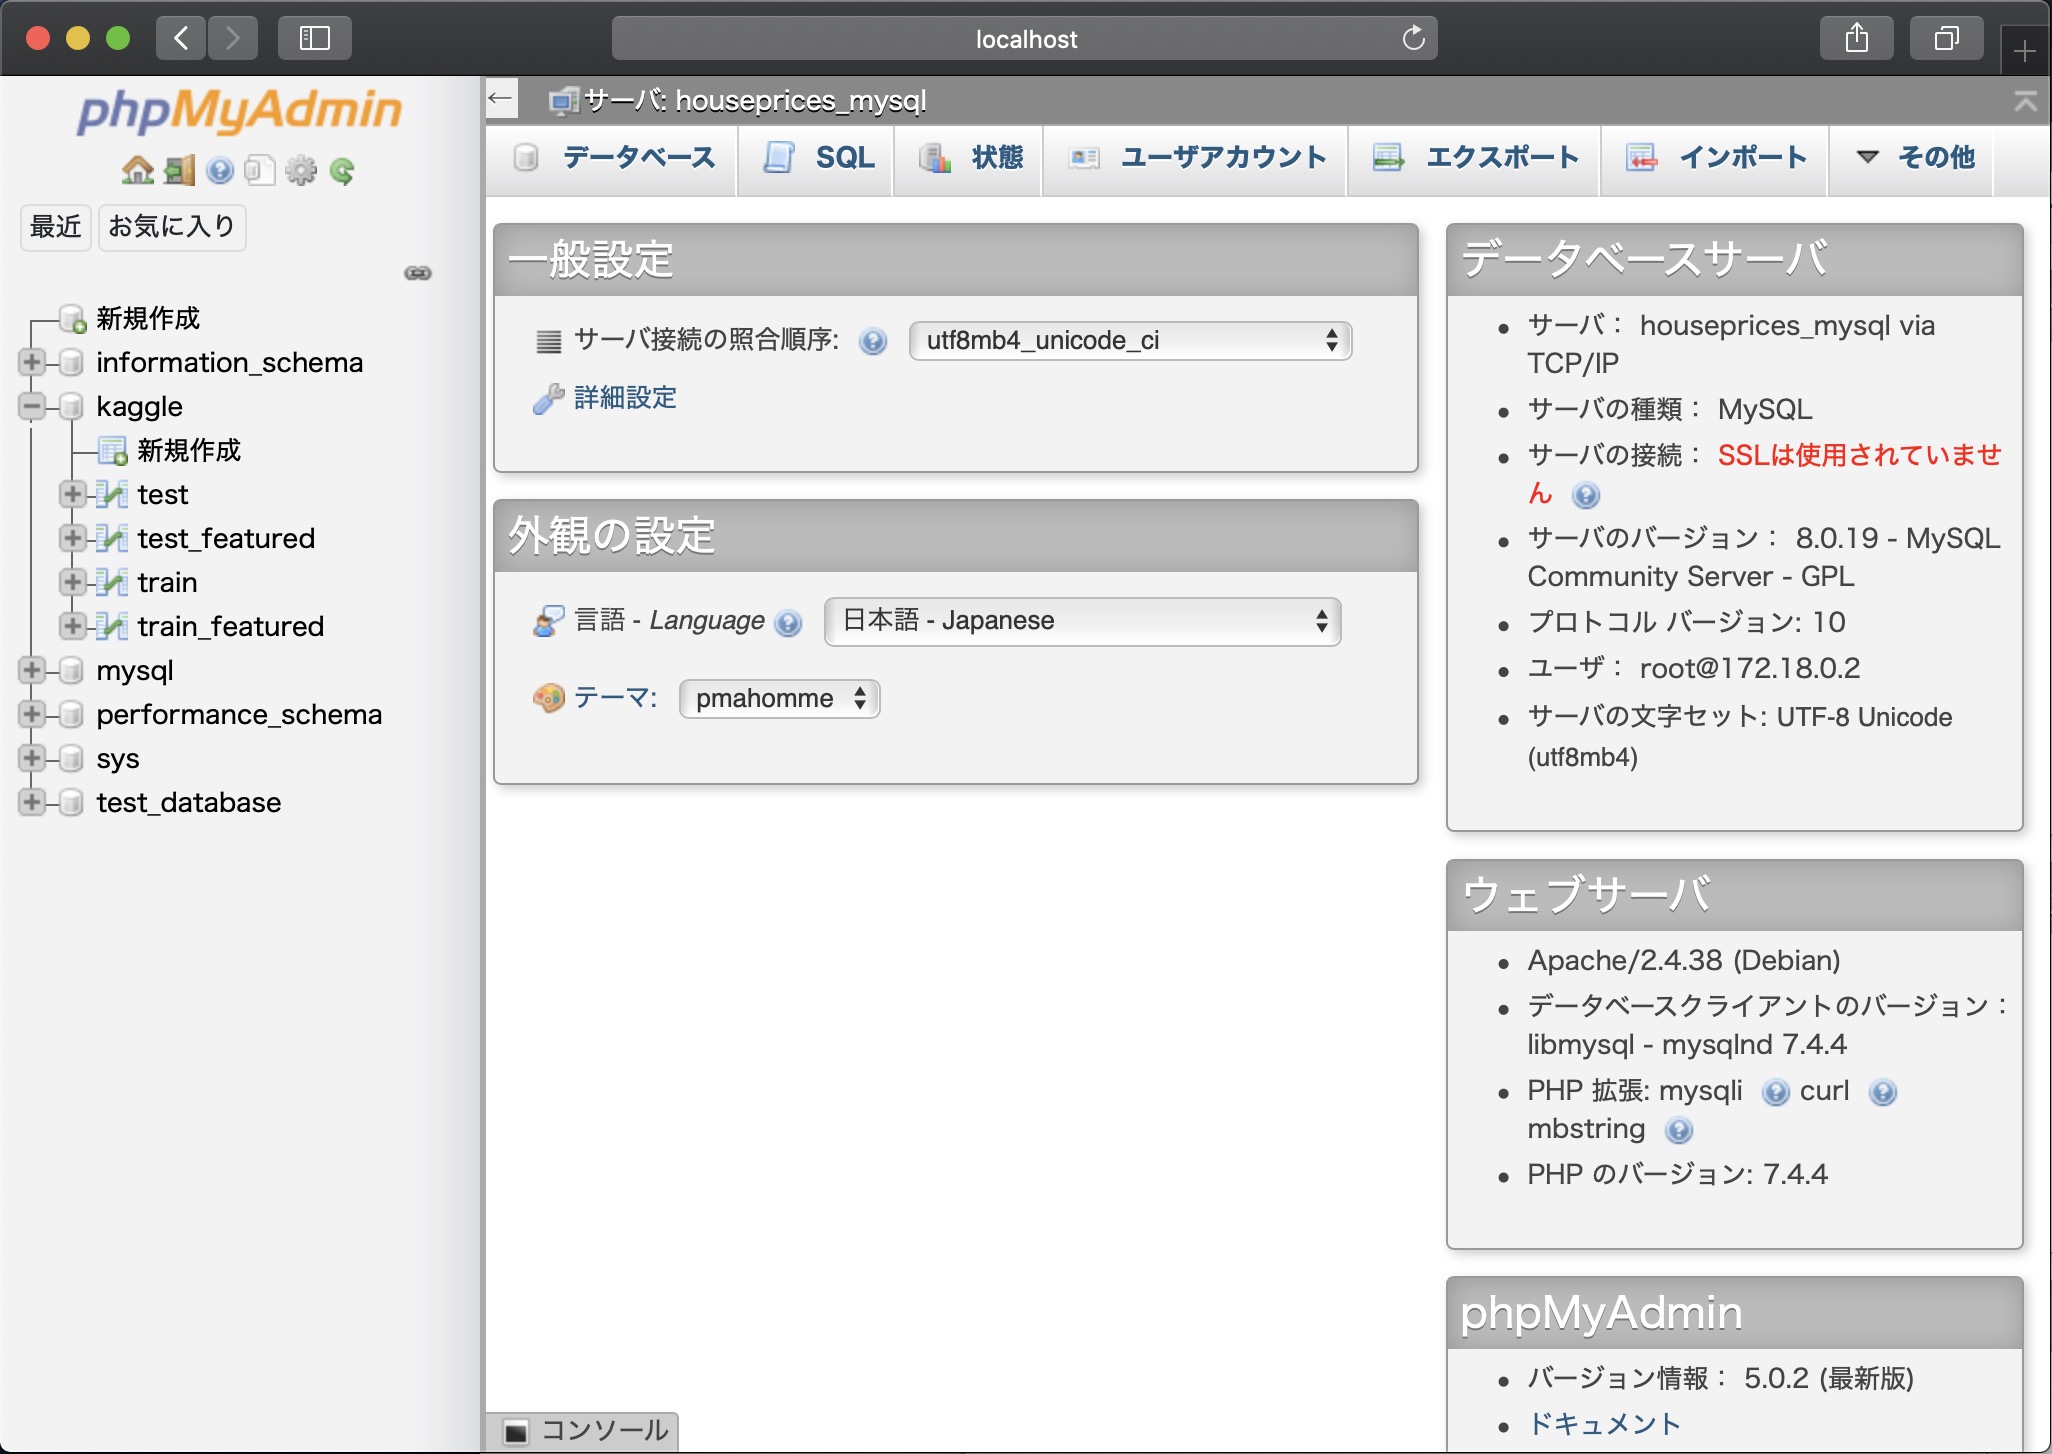 localhost
phpMyAdmin
最近 お気に入り
新規作成
information_schema
kaggle
新規作成
test
test_featured
train
train_featured
mysql
performance_schema
sys
test_database
サーバ: houseprices_mysql
データベース SQL 状態 ユーザアカウント エクスポート インポート その他
一般設定
サーバ接続の照合順序: utf8mb4_unicode_ci
詳細設定
外観の設定
言語 - Language 日本語 - Japanese
テーマ: pmahomme
データベースサーバ
サーバ： houseprices_mysql via
TCP/IP
サーバの種類： MySQL
サーバの接続： SSLは使用されていませ
ん
サーバのバージョン： 8.0.19 - MySQL
Community Server - GPL
プロトコル バージョン: 10
ユーザ： root@172.18.0.2
サーバの文字セット: UTF-8 Unicode
(utf8mb4)
ウェブサーバ
Apache/2.4.38 (Debian)
データベースクライアントのバージョン：
libmysql - mysqlnd 7.4.4
PHP 拡張: mysqli curl
mbstring
PHP のバージョン: 7.4.4
phpMyAdmin
バージョン情報： 5.0.2 (最新版)
ドキュメント
コンソール